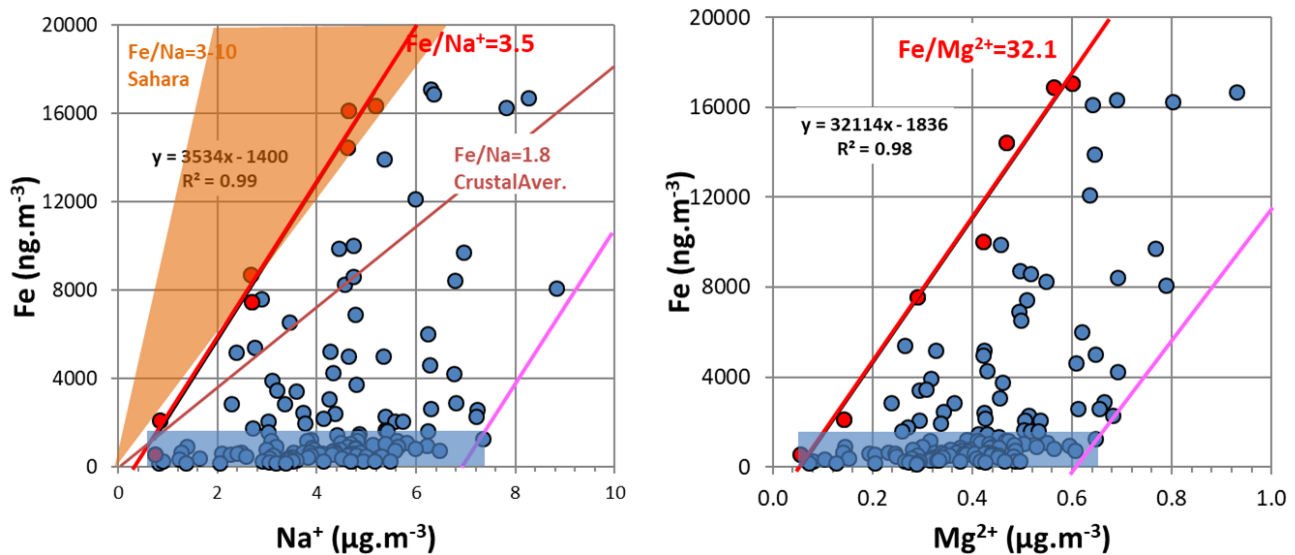 Fe/Na=3-10
Sahara
Fe/Na⁺=3.5
y = 3534x - 1400
R² = 0.99
Fe/Na=1.8
CrustalAver.
20000
16000
12000
8000
4000
0
Fe (ng.m⁻³)
0 2 4 6 8 10
Na⁺ (µg.m⁻³)
Fe/Mg²⁺=32.1
y = 32114x - 1836
R² = 0.98
20000
16000
12000
8000
4000
0
Fe (ng.m⁻³)
0.0 0.2 0.4 0.6 0.8 1.0
Mg²⁺ (µg.m⁻³)